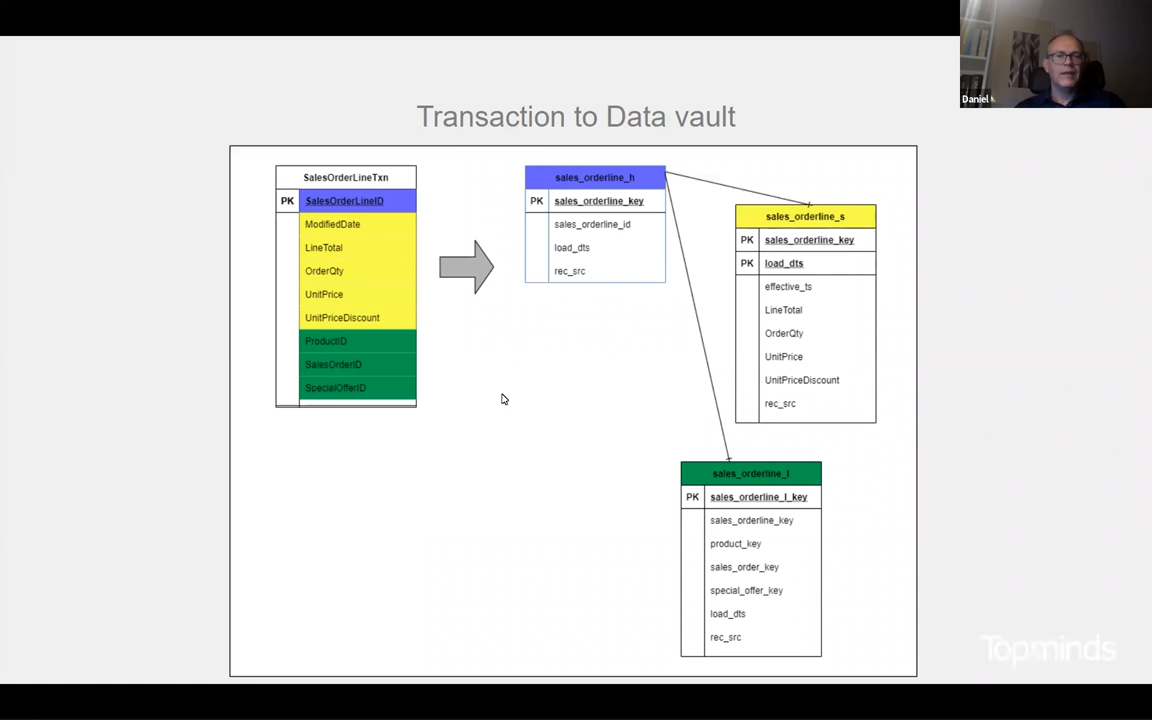 Daniel
Transaction to Data vault
SalesOrderLineTxn
PK SalesOrderLineID
ModifiedDate
LineTotal
OrderQty
UnitPrice
UnitPriceDiscount
ProductID
SalesOrderID
SpecialOfferID
sales_orderline_h
PK sales_orderline_key
sales_orderline_id
load_dts
rec_src
sales_orderline_s
PK sales_orderline_key
PK load_dts
effective_ts
LineTotal
OrderQty
UnitPrice
UnitPriceDiscount
rec_src
sales_orderline_l
PK sales_orderline_l_key
sales_orderline_key
product_key
sales_order_key
special_offer_key
load_dts
rec_src
Topminds